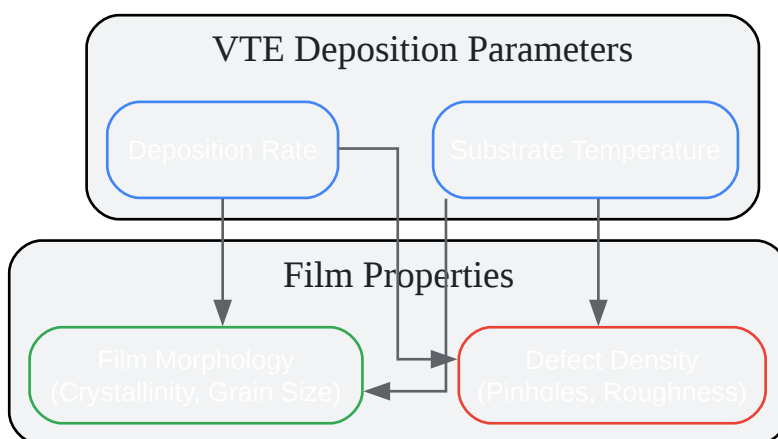 VTE Deposition Parameters
Deposition Rate
Substrate Temperature
Film Properties
Film Morphology
(Crystallinity, Grain Size)
Defect Density
(Pinholes, Roughness)